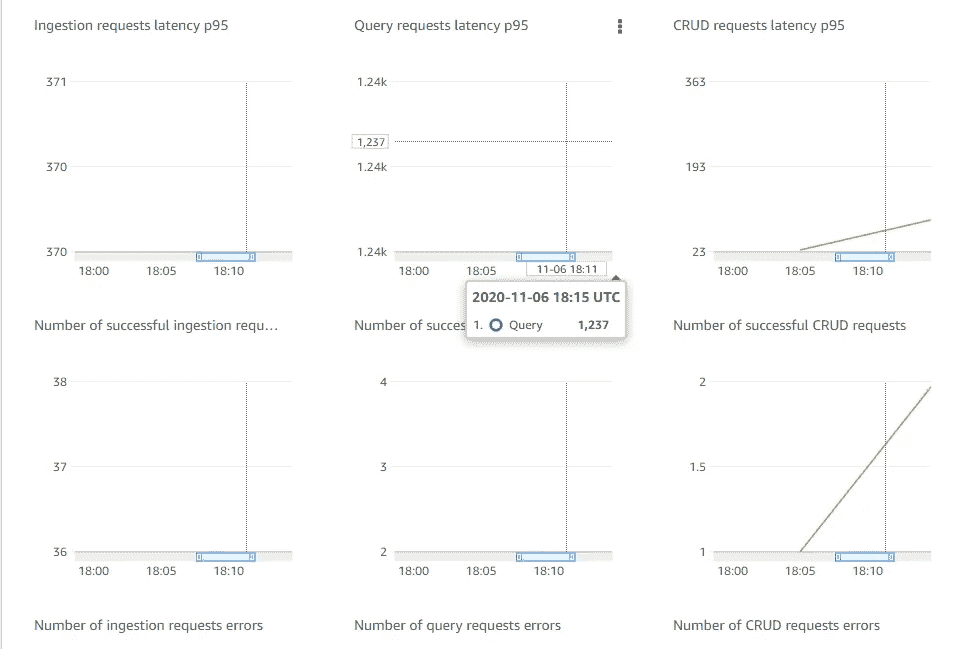 Ingestion requests latency p95
Query requests latency p95
CRUD requests latency p95
371
370
370
18:00 18:05 18:10
1.24k
1,237
1.24k
1.24k
18:00 18:05
11-06 18:11
363
193
23
18:00 18:05 18:10
2020-11-06 18:15 UTC
1. Query 1,237
Number of successful ingestion requ…
Number of succes
Number of successful CRUD requests
38
37
36
18:00 18:05 18:10
4
3
2
18:00 18:05 18:10
2
1.5
1
18:00 18:05 18:10
Number of ingestion requests errors
Number of query requests errors
Number of CRUD requests errors